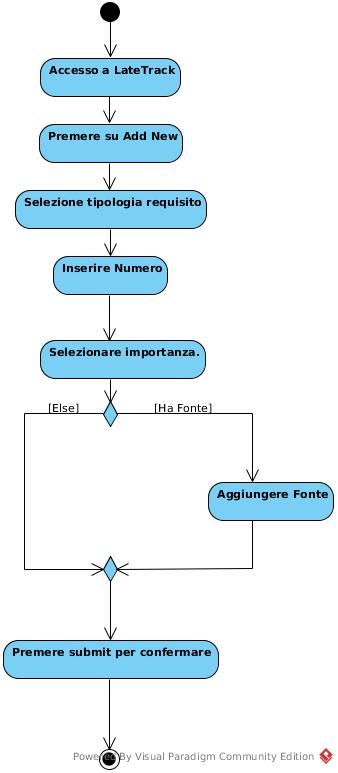 Accesso a LateTrack
Premere su Add New
Selezione tipologia requisito
Inserire Numero
Selezionare importanza.
[Else]
[Ha Fonte]
Aggiungere Fonte
Premere submit per confermare
Powered By Visual Paradigm Community Edition